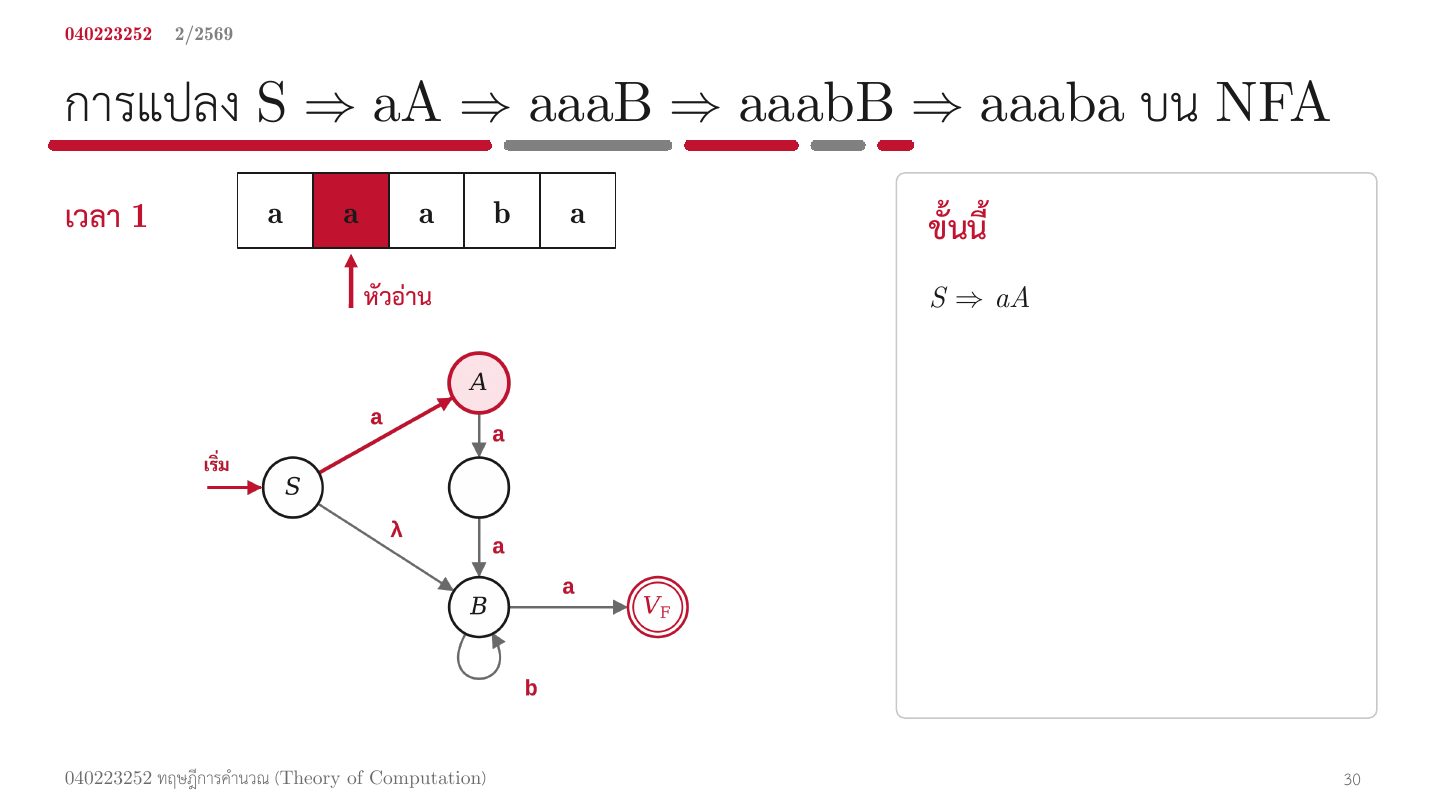 040223252 2/2569
การแปลง S ⇒ aA ⇒ aaaB ⇒ aaabB ⇒ aaaba บน NFA
เวลา 1
a a a b a
หัวอ่าน
ขั้นนี้
S ⇒ aA
A
a
a
เริ่ม
S
λ
a
B
a
V_F
b
040223252 ทฤษฎีการคำนวณ (Theory of Computation)
30